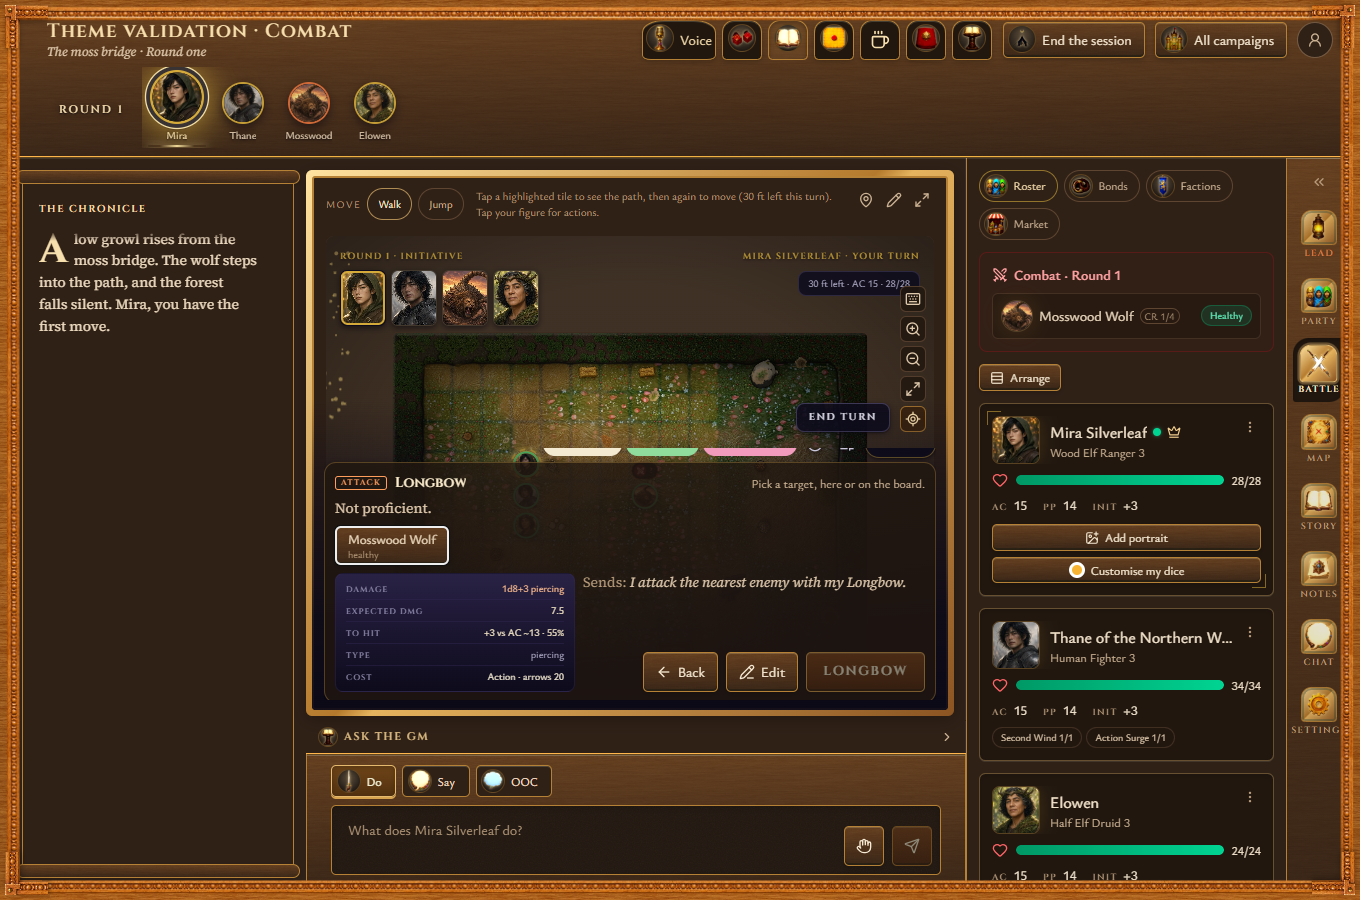 Theme validation · Combat
The moss bridge · Round one
Voice
End the session
All campaigns
ROUND 1
Mira
Thane
Mosswood
Elowen
THE CHRONICLE
A low growl rises from the
moss bridge. The wolf steps
into the path, and the forest
falls silent. Mira, you have the
first move.
MOVE
Walk
Jump
Tap a highlighted tile to see the path, then again to move (30 ft left this turn).
Tap your figure for actions.
ROUND 1 · INITIATIVE
MIRA SILVERLEAF · YOUR TURN
30 ft left · AC 15 · 28/28
END TURN
ATTACK
Longbow
Pick a target, here or on the board.
Not proficient.
Mosswood Wolf
healthy
DAMAGE 1d8+3 piercing
EXPECTED DMG 7.5
TO HIT +3 vs AC ~13 · 55%
TYPE piercing
COST Action · arrows 20
Sends: I attack the nearest enemy with my Longbow.
Back
Edit
LONGBOW
ASK THE GM
Do
Say
OOC
What does Mira Silverleaf do?
Roster
Bonds
Factions
Market
Combat · Round 1
Mosswood Wolf
CR 1/4
Healthy
Arrange
Mira Silverleaf
Wood Elf Ranger 3
28/28
AC 15 PP 14 INIT +3
Add portrait
Customise my dice
Thane of the Northern W...
Human Fighter 3
34/34
AC 15 PP 14 INIT +3
Second Wind 1/1
Action Surge 1/1
Elowen
Half Elf Druid 3
24/24
AC 15 PP 14 INIT +3
LEAD
PARTY
BATTLE
MAP
STORY
NOTES
CHAT
SETTING